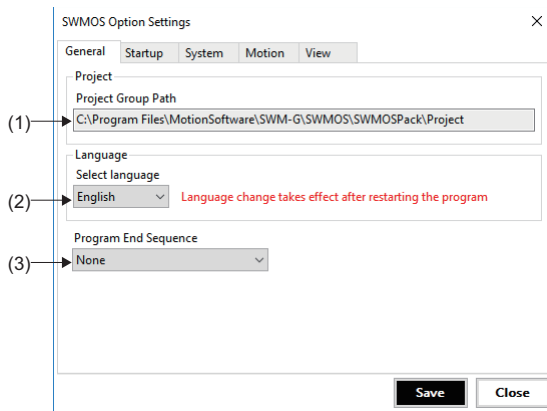 SWMOS Option Settings
General Startup System Motion View
Project
Project Group Path
(1) C:\Program Files\MotionSoftware\SWM-G\SWMOS\SWMOSPack\Project
Language
Select language
(2) English Language change takes effect after restarting the program
Program End Sequence
(3) None
Save Close